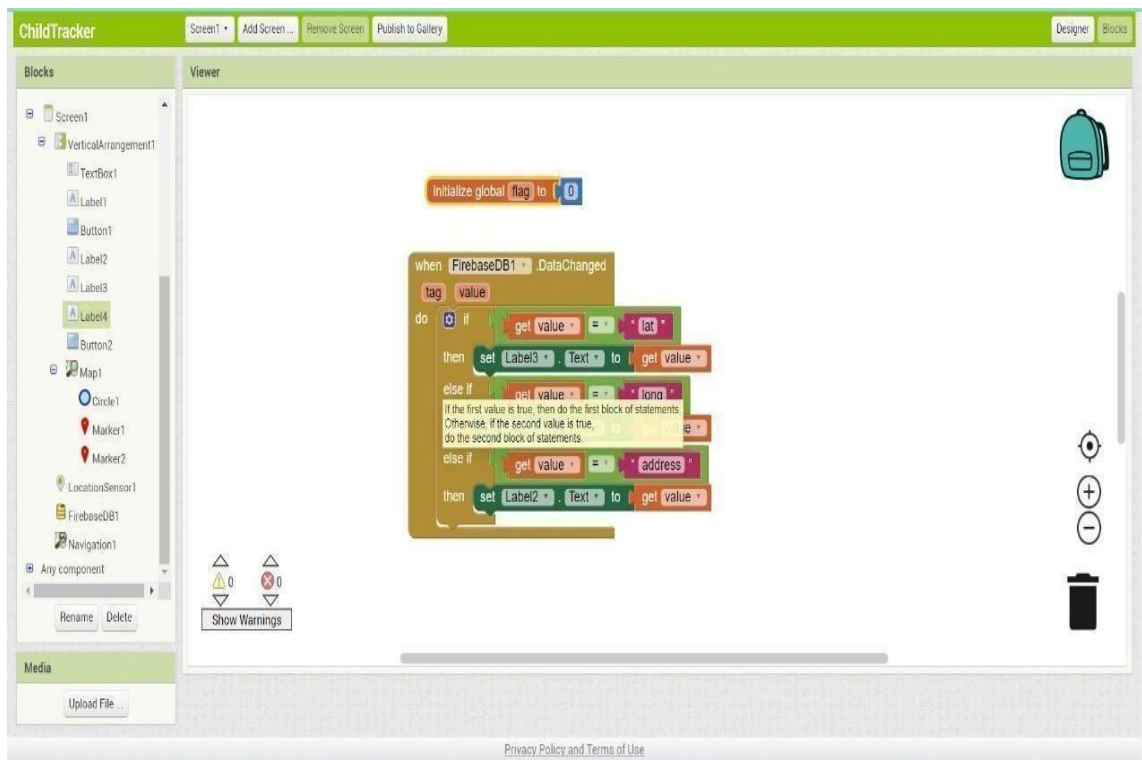 ChildTracker
Screen1 Add Screen ... Remove Screen Publish to Gallery
Designer Blocks
Blocks
Screen1
VerticalArrangement1
TextBox1
Label1
Button1
Label2
Label3
Label4
Button2
Map1
Circle1
Marker1
Marker2
LocationSensor1
FirebaseDB1
Navigation1
Any component
Rename Delete
Media
Upload File ...
Viewer
initialize global flag to 0
when FirebaseDB1 .DataChanged
tag value
do if get value = " lat "
then set Label3 . Text to get value
else if get value = " long "
If the first value is true, then do the first block of statements.
Otherwise, if the second value is true,
do the second block of statements.
else if get value = " address "
then set Label2 . Text to get value
0 0
Show Warnings
Privacy Policy and Terms of Use